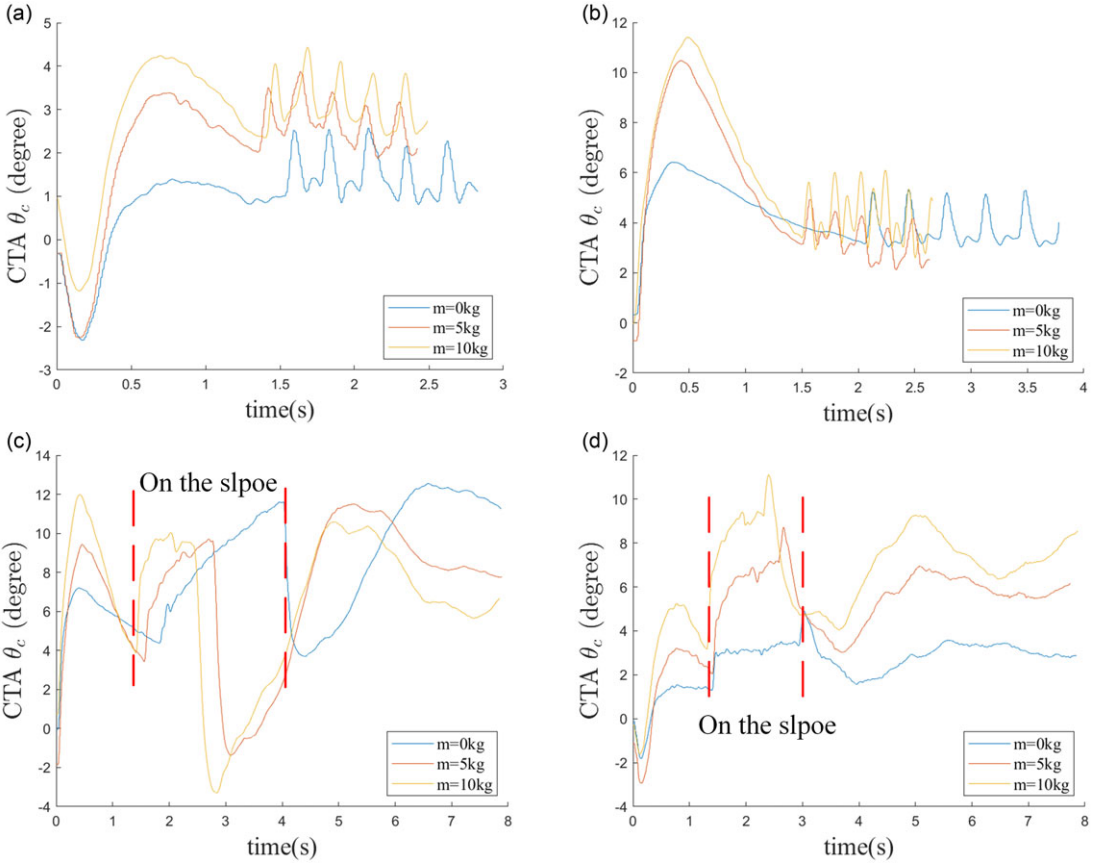 (a)
5
4
3
2
1
0
-1
-2
-3
CTA θc (degree)
0 0.5 1 1.5 2 2.5 3
time(s)
m=0kg
m=5kg
m=10kg
(b)
12
10
8
6
4
2
0
-2
CTA θc (degree)
0 0.5 1 1.5 2 2.5 3 3.5 4
time(s)
m=0kg
m=5kg
m=10kg
(c)
14
12
10
8
6
4
2
0
-2
-4
CTA θc (degree)
On the slpoe
0 1 2 3 4 5 6 7 8
time(s)
m=0kg
m=5kg
m=10kg
(d)
12
10
8
6
4
2
0
-2
-4
CTA θc (degree)
On the slpoe
0 1 2 3 4 5 6 7 8
time(s)
m=0kg
m=5kg
m=10kg